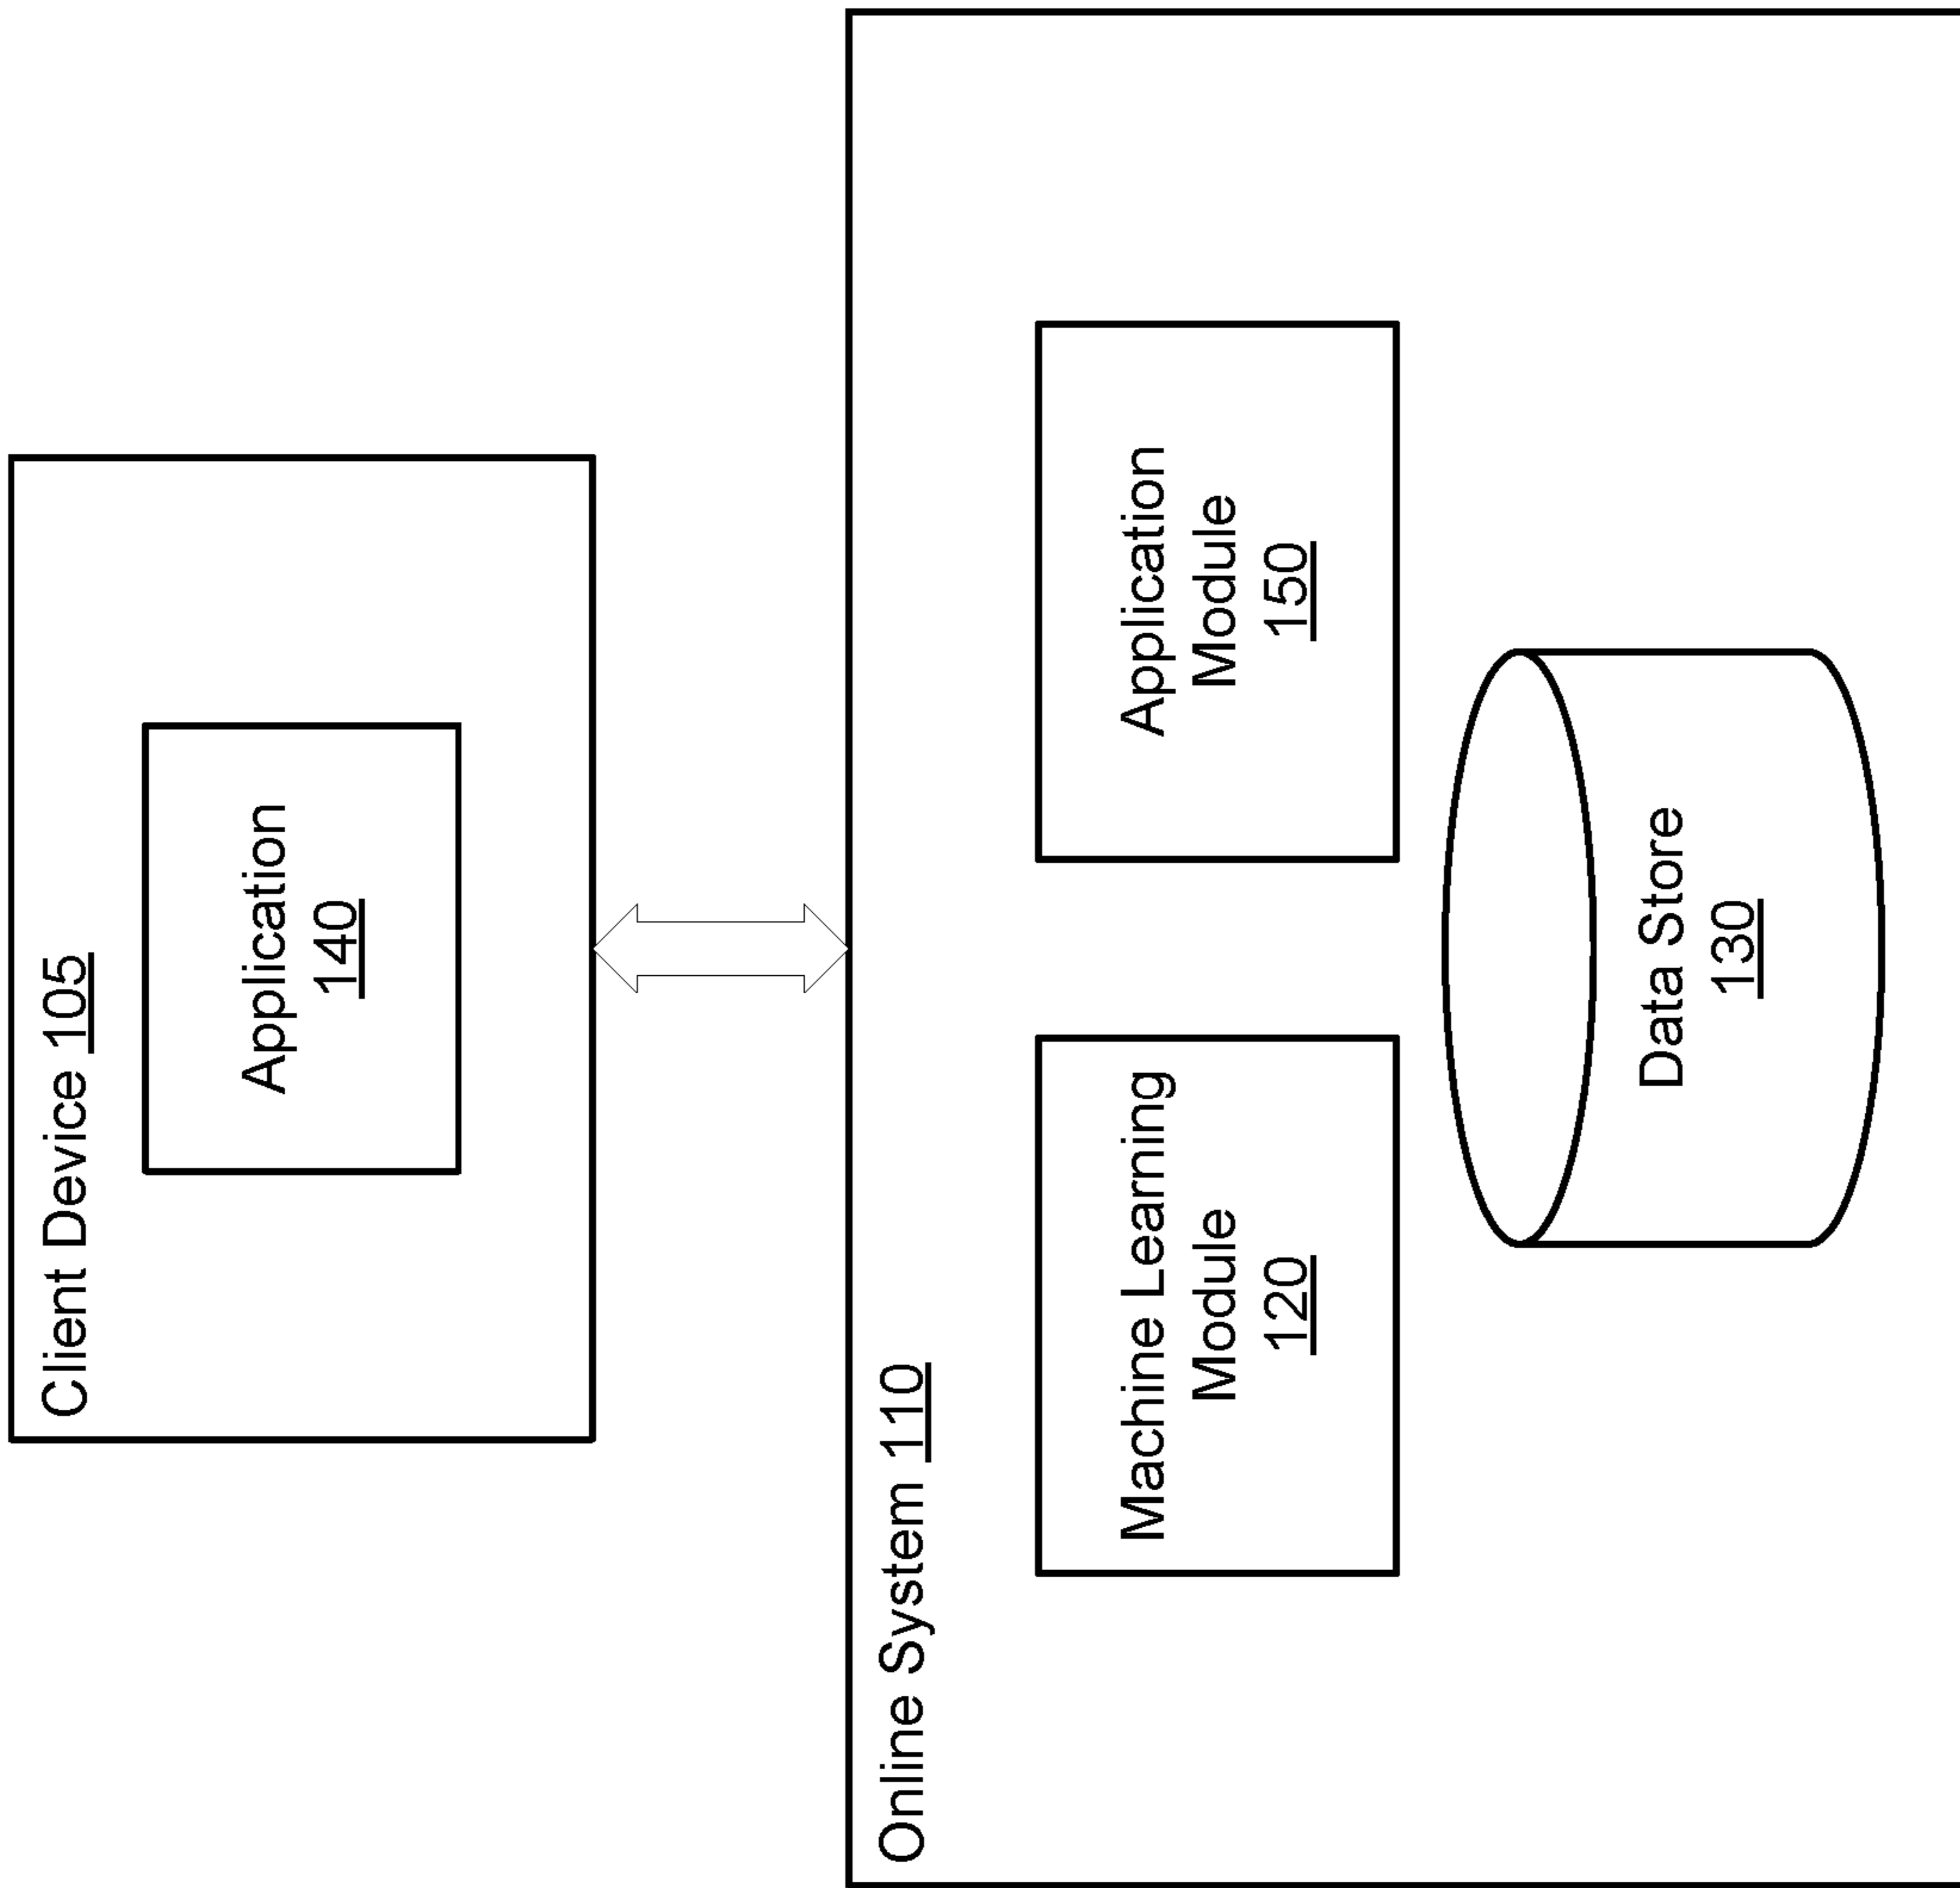 Client Device 105
Application
140
Online System 110
Machine Learning
Module
120
Application
Module
150
Data Store
130